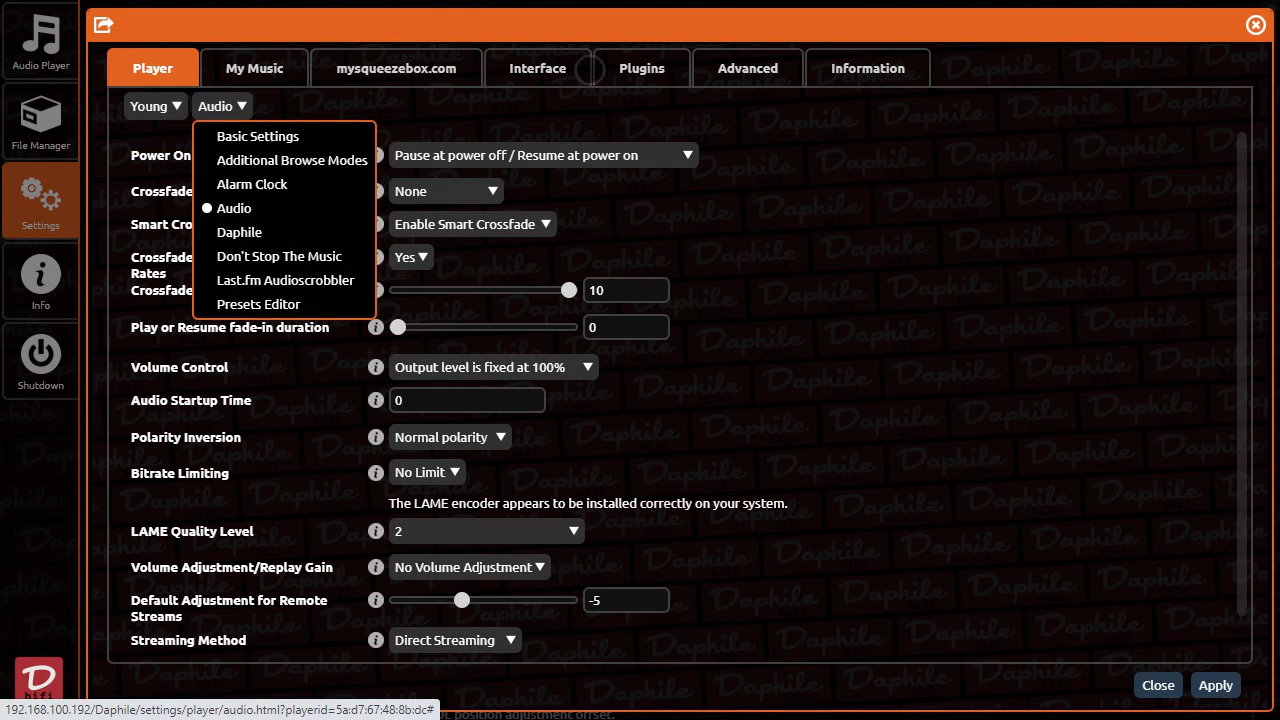 Audio Player
File Manager
Settings
Info
Shutdown
Player
My Music
mysqueezebox.com
Interface
Plugins
Advanced
Information
Young ▼
Audio ▼
Basic Settings
Additional Browse Modes
Alarm Clock
Audio
Daphile
Don't Stop The Music
Last.fm Audioscrobbler
Presets Editor
Power On
Pause at power off / Resume at power on
Crossfade
None
Smart Cro
Enable Smart Crossfade
Crossfade
Rates
Yes
Crossfade
10
Play or Resume fade-in duration
0
Volume Control
Output level is fixed at 100%
Audio Startup Time
0
Polarity Inversion
Normal polarity
Bitrate Limiting
No Limit
The LAME encoder appears to be installed correctly on your system.
LAME Quality Level
2
Volume Adjustment/Replay Gain
No Volume Adjustment
Default Adjustment for Remote
Streams
-5
Streaming Method
Direct Streaming
Close
Apply
192.168.100.192/Daphile/settings/player/audio.html?playerid=5a:d7:67:48:8b:dc#
position adjustment offset.